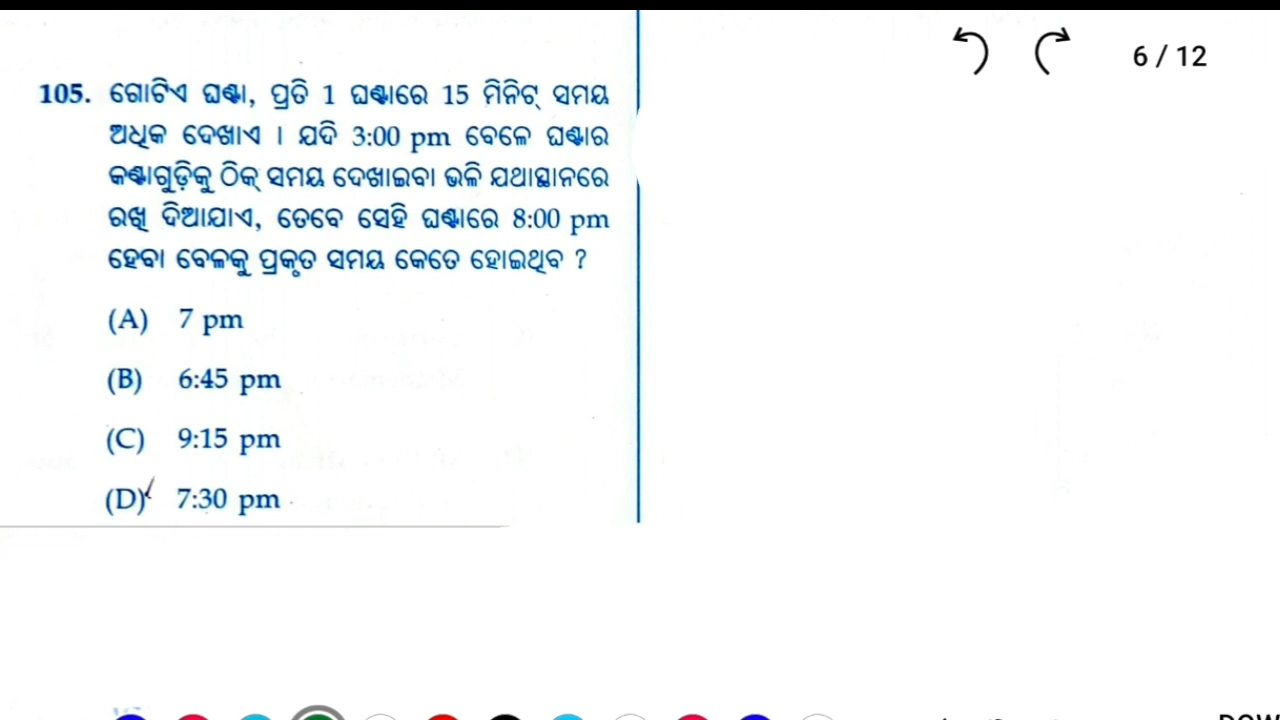 6 / 12
105. ଗୋଟିଏ ଘଣ୍ଟା, ପ୍ରତି 1 ଘଣ୍ଟାରେ 15 ମିନିଟ୍ ସମୟ
ଅଧିକ ଦେଖାଏ । ଯଦି 3:00 pm ବେଳେ ଘଣ୍ଟାର
କଣ୍ଟାଗୁଡ଼ିକୁ ଠିକ୍ ସମୟ ଦେଖାଇବା ଭଳି ଯଥାସ୍ଥାନରେ
ରଖି ଦିଆଯାଏ, ତେବେ ସେହି ଘଣ୍ଟାରେ 8:00 pm
ହେବା ବେଳକୁ ପ୍ରକୃତ ସମୟ କେତେ ହୋଇଥିବ ?
(A) 7 pm
(B) 6:45 pm
(C) 9:15 pm
(D) 7:30 pm